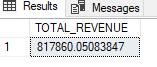 Results Messages
TOTAL_REVENUE
1 817860.05083847